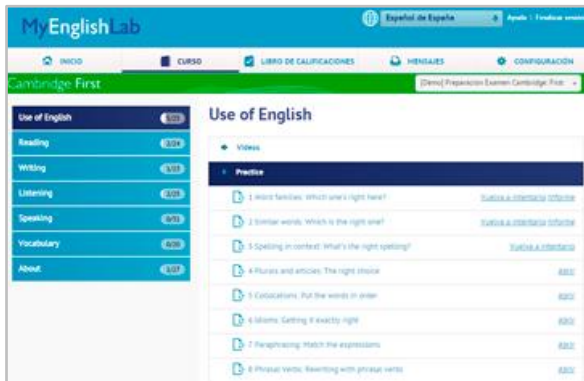 MyEnglishLab
Español de España
Ayuda | Finalizar sesión
INICIO
CURSO
LIBRO DE CALIFICACIONES
MENSAJES
CONFIGURACIÓN
Cambridge First
[Demo] Preparación Examen Cambridge: First
Use of English
Reading
Writing
Listening
Speaking
Vocabulary
About
Use of English
Videos
Practice
1 Word families: Which one's right here?
Vuelva a intentarlo Informe
2 Similar words: Which is the right one?
Vuelva a intentarlo Informe
3 Spelling in context: What's the right spelling?
Vuelva a intentarlo
4 Plurals and articles: The right choice
Abrir
5 Collocations: Put the words in order
Abrir
6 Idioms: Getting it exactly right
Abrir
7 Paraphrasing: Match the expressions
Abrir
8 Phrasal Verbs: Rewriting with phrasal verbs
Abrir